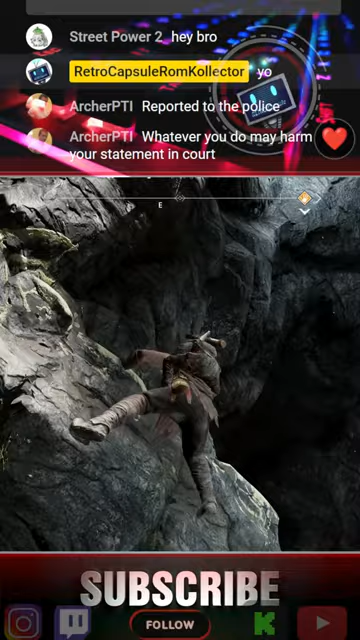 Street Power 2 hey bro
RetroCapsuleRomKollector yo
ArcherPTI Reported to the police
ArcherPTI Whatever you do may harm
your statement in court
E
SUBSCRIBE
FOLLOW